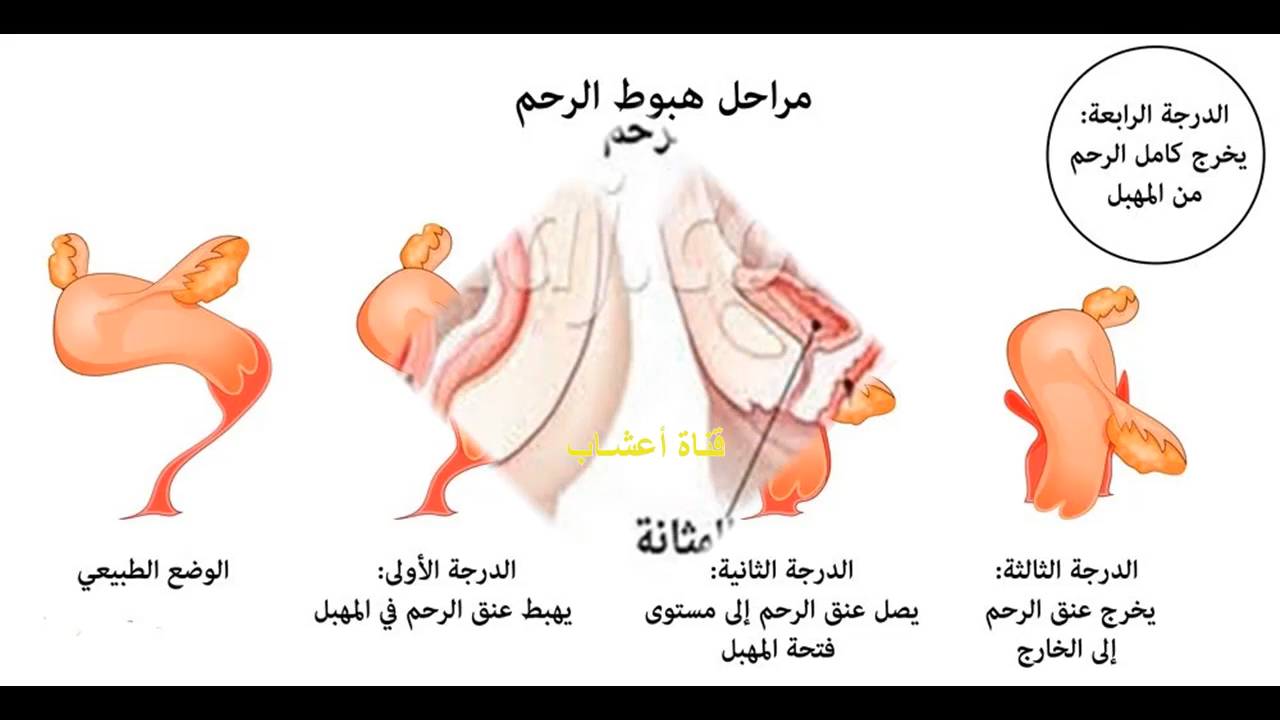 مراحل هبوط الرحم
رحم
الدرجة الرابعة:
يخرج كامل الرحم
من المهبل
قناة أعشاب
المثانة
الدرجة الثالثة:
يخرج عنق الرحم
إلى الخارج
الدرجة الثانية:
يصل عنق الرحم إلى مستوى
فتحة المهبل
الدرجة الأولى:
يهبط عنق الرحم في المهبل
الوضع الطبيعي